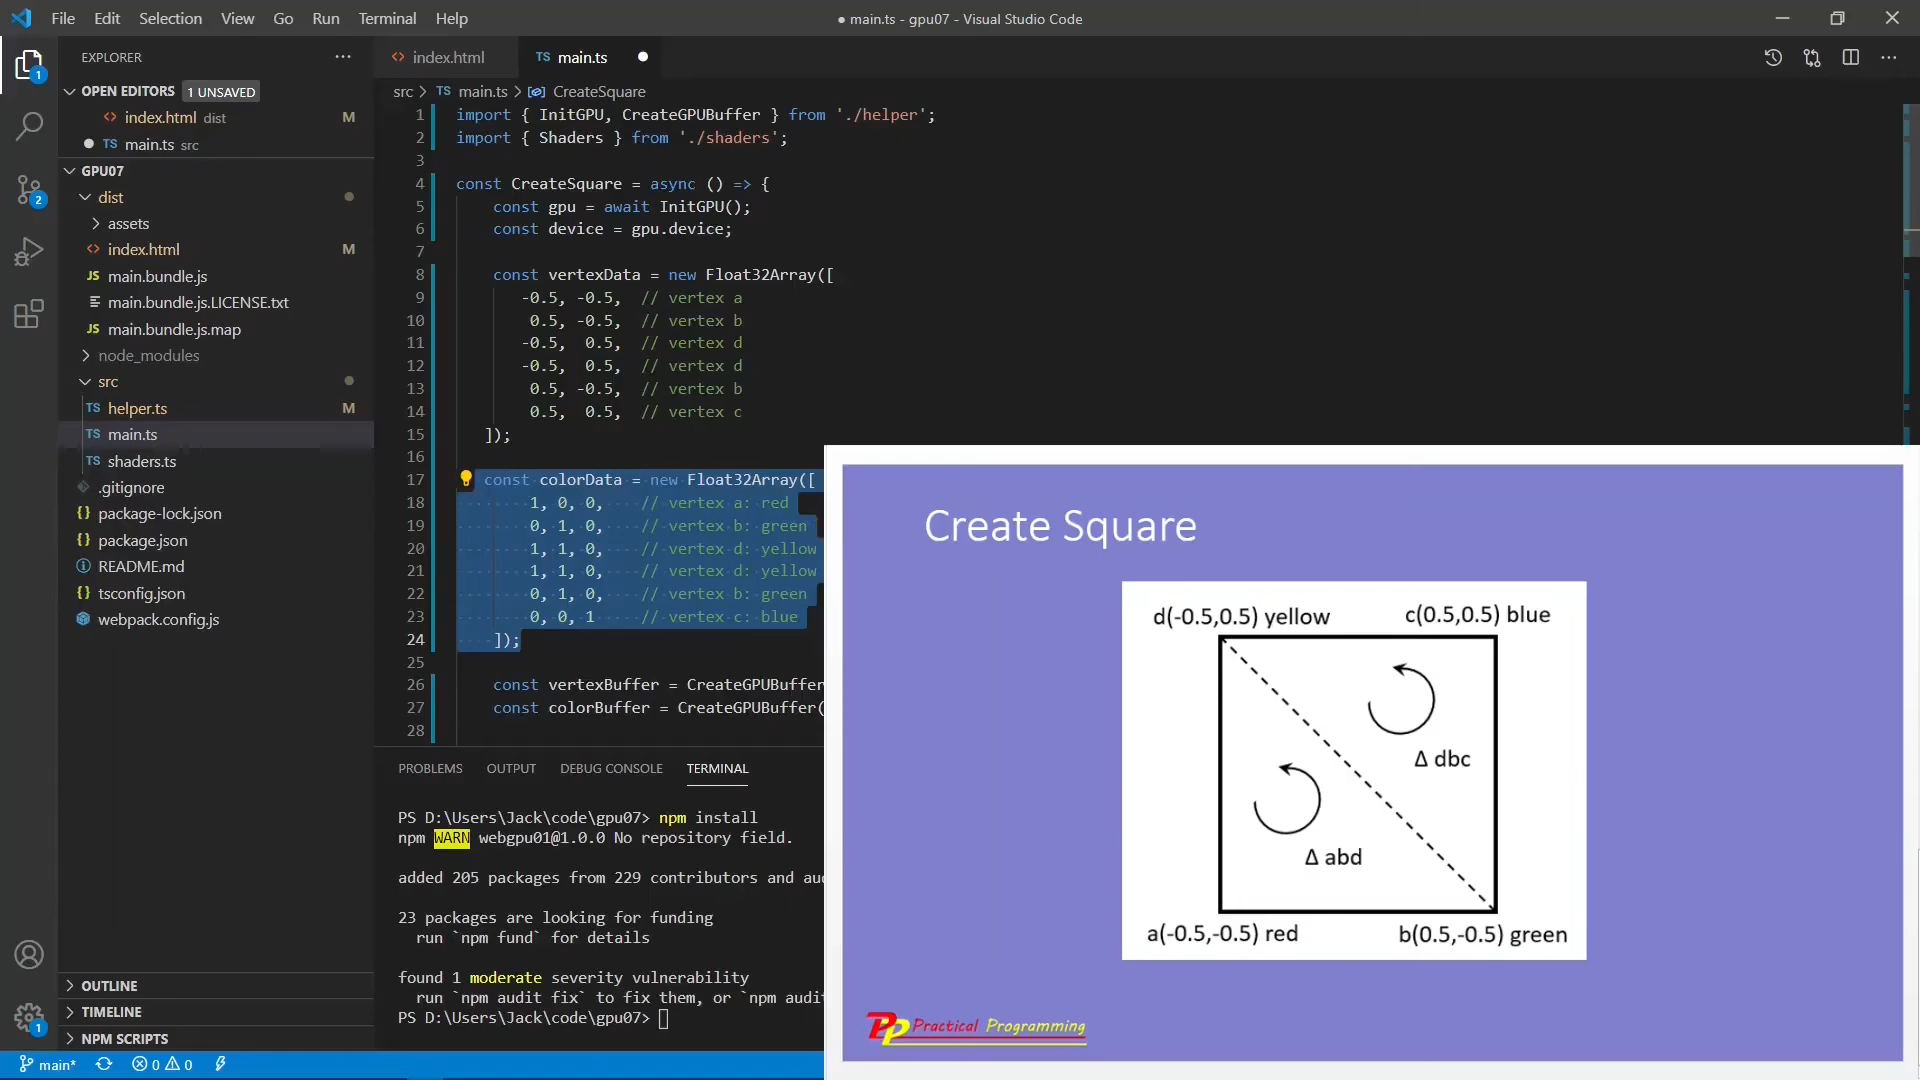 File Edit Selection View Go Run Terminal Help
● main.ts - gpu07 - Visual Studio Code
EXPLORER
OPEN EDITORS 1 UNSAVED
index.html dist M
TS main.ts src
GPU07
dist
assets
index.html M
JS main.bundle.js
main.bundle.js.LICENSE.txt
JS main.bundle.js.map
node_modules
src
TS helper.ts M
TS main.ts
TS shaders.ts
.gitignore
{} package-lock.json
{} package.json
README.md
{} tsconfig.json
webpack.config.js
OUTLINE
TIMELINE
NPM SCRIPTS
1
2
1
main* 0 0
index.html
TS main.ts
src > TS main.ts > CreateSquare
1 import { InitGPU, CreateGPUBuffer } from './helper';
2 import { Shaders } from './shaders';
3
4 const CreateSquare = async () => {
5 const gpu = await InitGPU();
6 const device = gpu.device;
7
8 const vertexData = new Float32Array([
9 -0.5, -0.5, // vertex a
10 0.5, -0.5, // vertex b
11 -0.5, 0.5, // vertex d
12 -0.5, 0.5, // vertex d
13 0.5, -0.5, // vertex b
14 0.5, 0.5, // vertex c
15 ]);
16
17 const colorData = new Float32Array([
18 1, 0, 0, // vertex a: red
19 0, 1, 0, // vertex b: green
20 1, 1, 0, // vertex d: yellow
21 1, 1, 0, // vertex d: yellow
22 0, 1, 0, // vertex b: green
23 0, 0, 1 // vertex c: blue
24 ]);
25
26 const vertexBuffer = CreateGPUBuffer
27 const colorBuffer = CreateGPUBuffer(
28
PROBLEMS OUTPUT DEBUG CONSOLE TERMINAL
PS D:\Users\Jack\code\gpu07> npm install
npm WARN webgpu01@1.0.0 No repository field.
added 205 packages from 229 contributors and au
23 packages are looking for funding
run `npm fund` for details
found 1 moderate severity vulnerability
run `npm audit fix` to fix them, or `npm audi
PS D:\Users\Jack\code\gpu07>
Create Square
d(-0.5,0.5) yellow
c(0.5,0.5) blue
Δ dbc
Δ abd
a(-0.5,-0.5) red
b(0.5,-0.5) green
PP Practical Programming